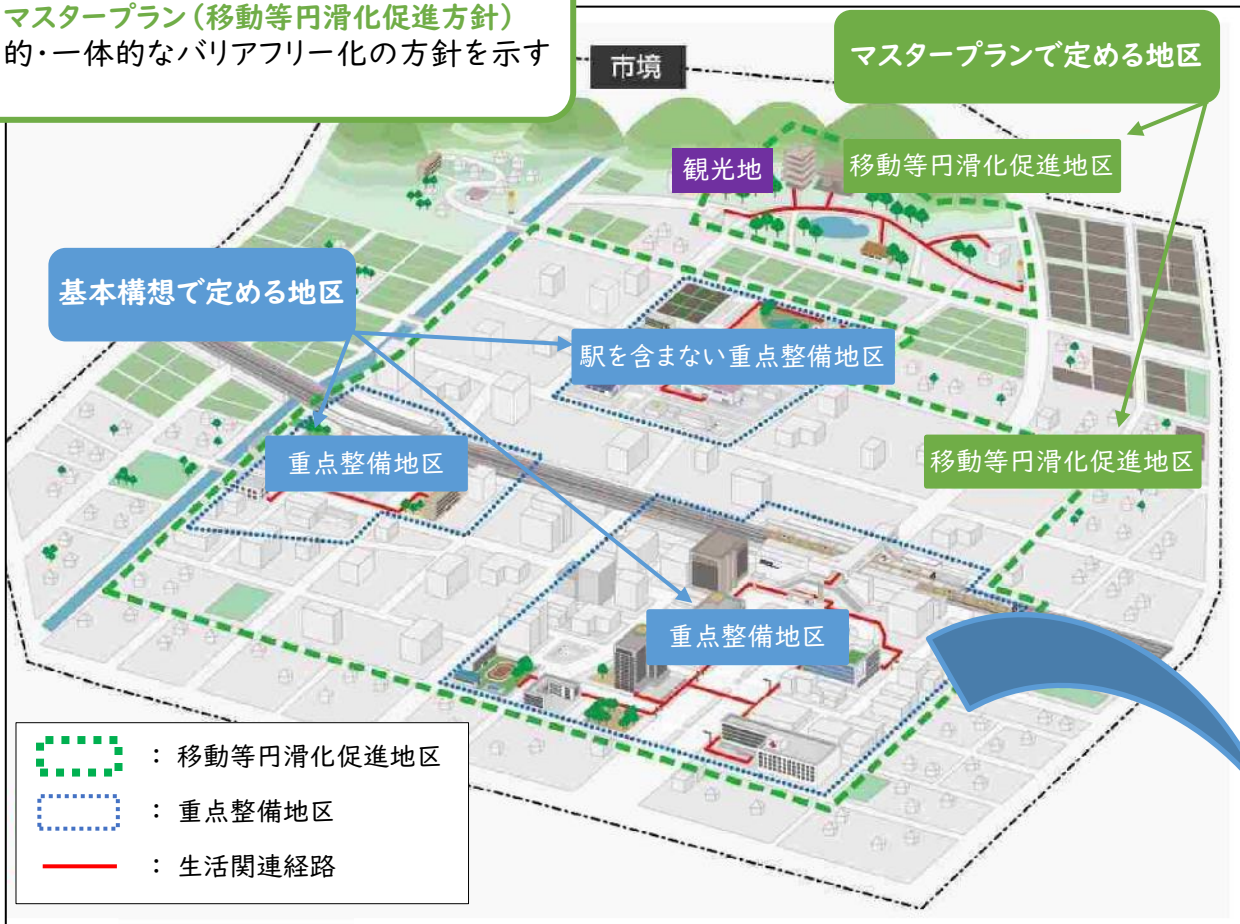 マスタープラン(移動等円滑化促進方針)
的・一体的なバリアフリー化の方針を示す
市境
マスタープランで定める地区
観光地
移動等円滑化促進地区
基本構想で定める地区
駅を含まない重点整備地区
重点整備地区
移動等円滑化促進地区
重点整備地区
：移動等円滑化促進地区
：重点整備地区
：生活関連経路